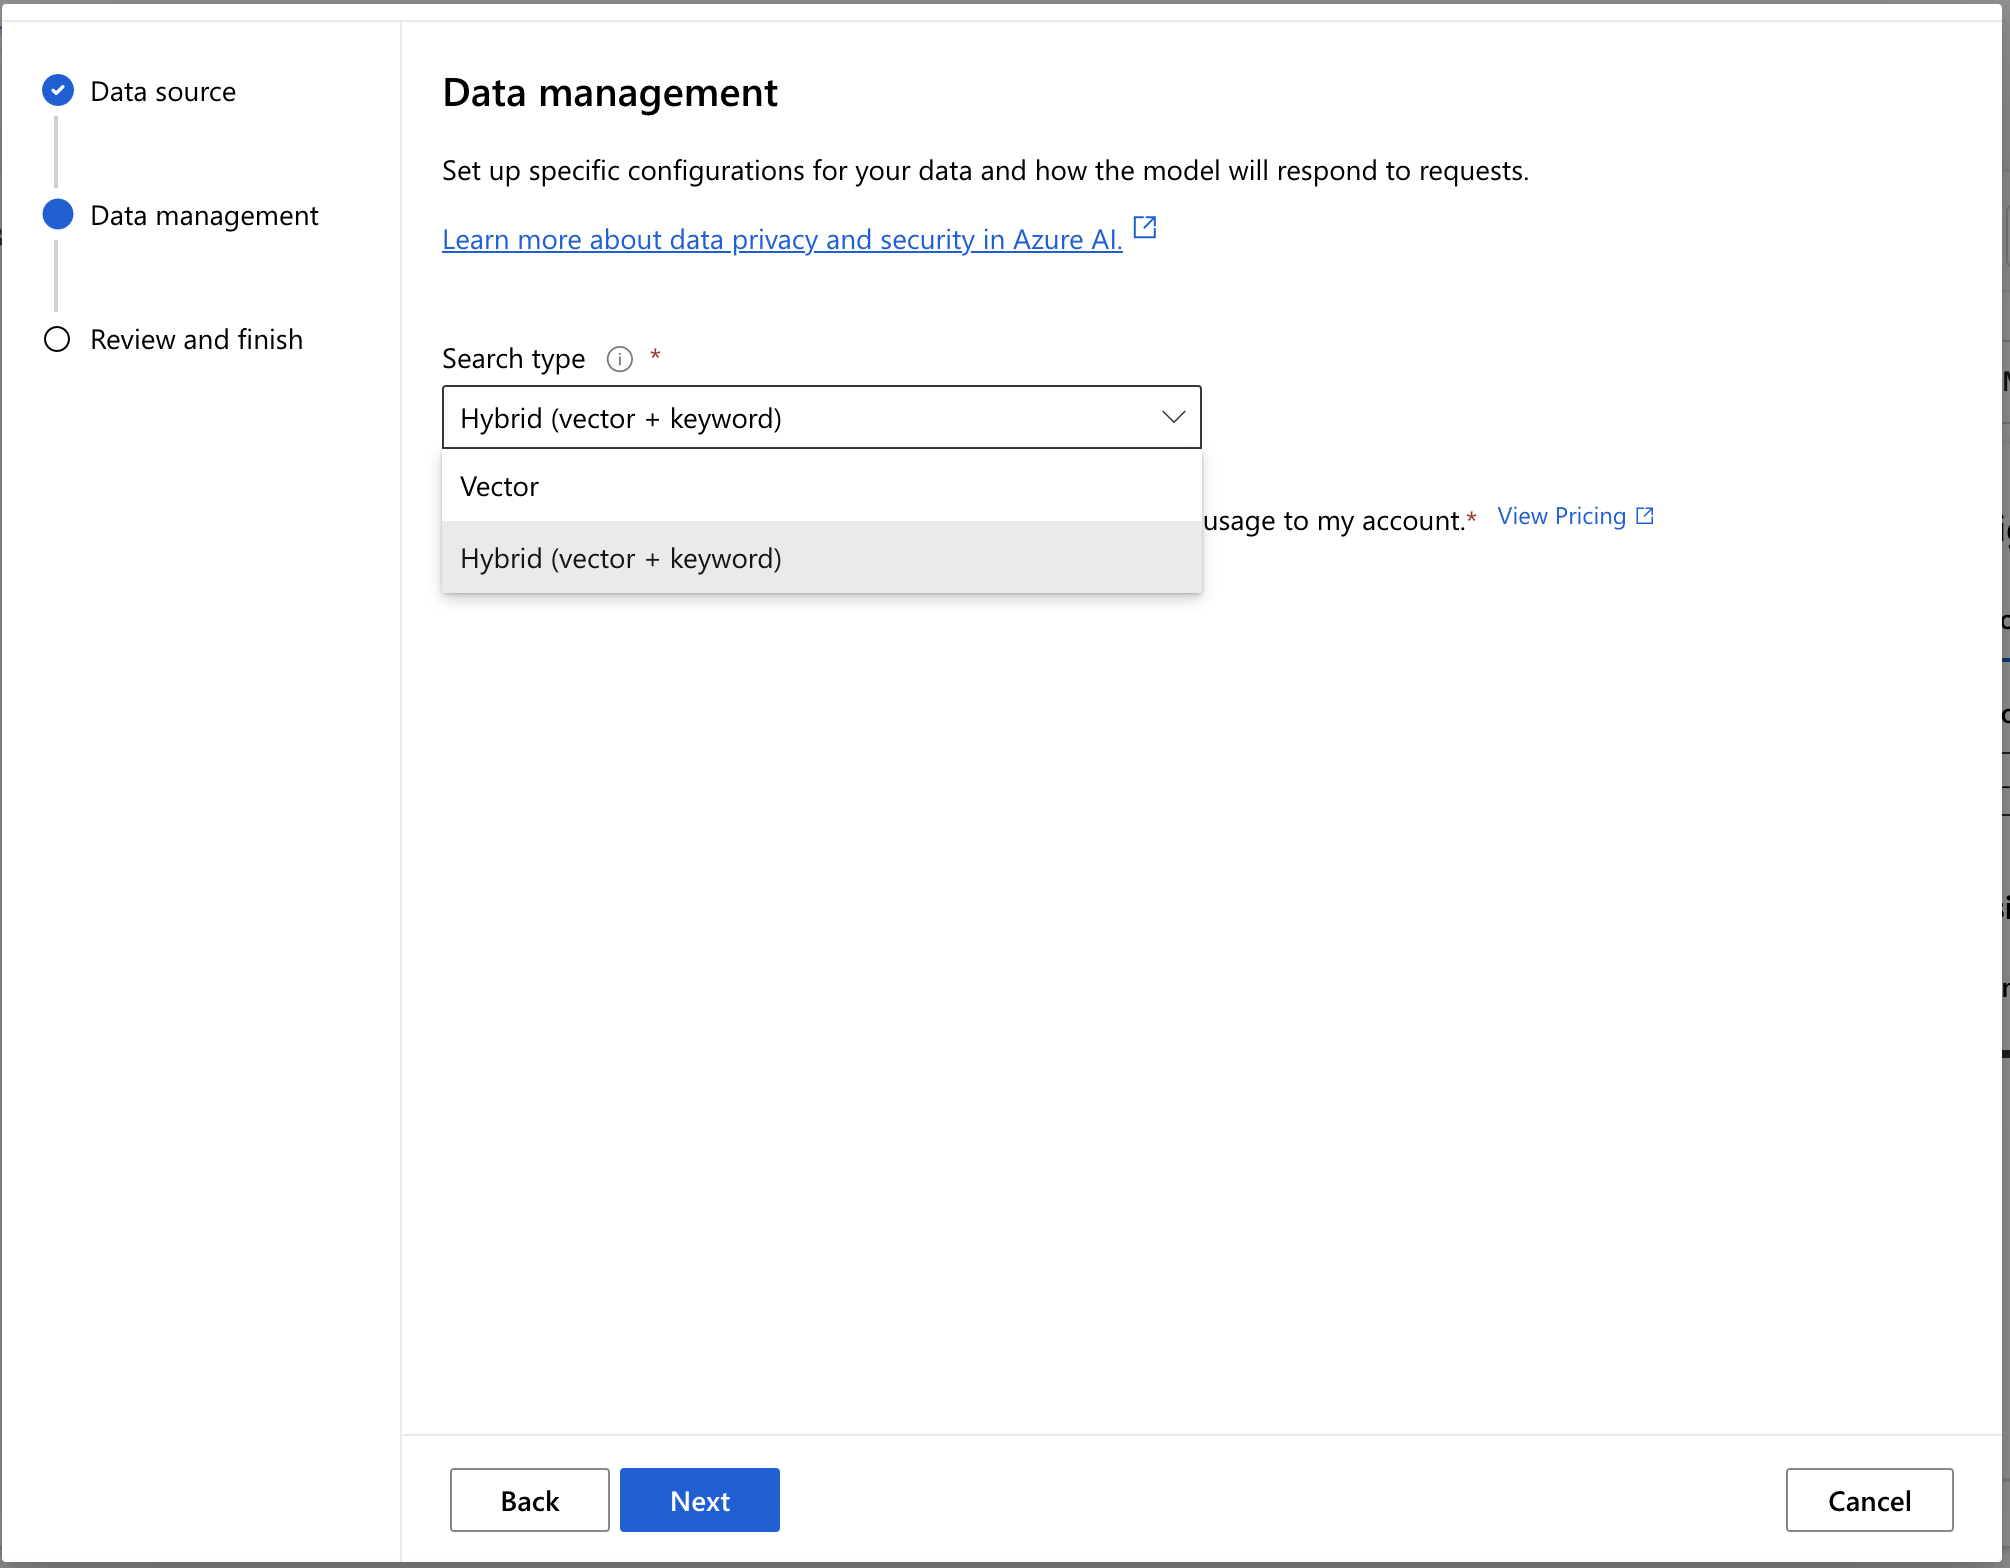 Data source
Data management
Review and finish
Data management
Set up specific configurations for your data and how the model will respond to requests.
Learn more about data privacy and security in Azure AI.
Search type *
Hybrid (vector + keyword)
Vector
Hybrid (vector + keyword)
usage to my account.* View Pricing
Back
Next
Cancel